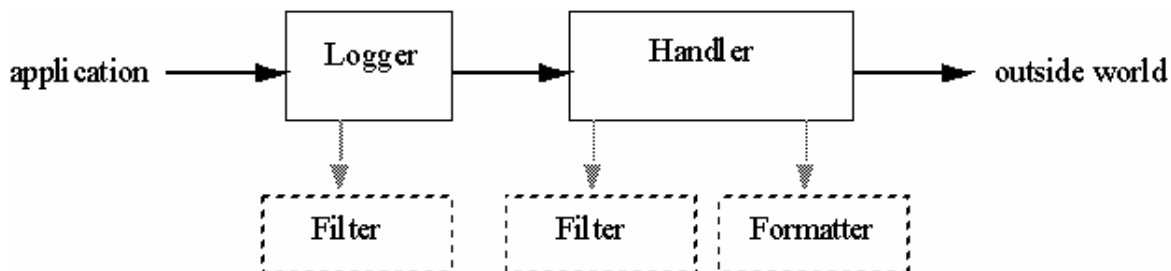 application
Logger
Handler
outside world
Filter
Filter
Formatter